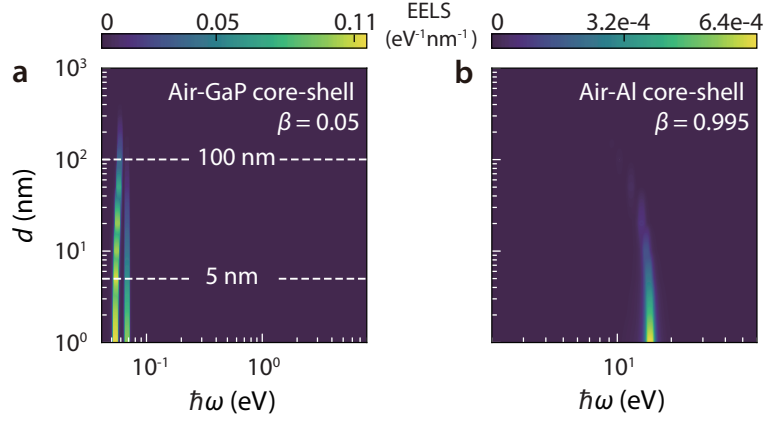 0 0.05 0.11 EELS 0 3.2e-4 6.4e-4
(eV⁻¹nm⁻¹)
a b
10³
Air-GaP core-shell Air-Al core-shell
β = 0.05 β = 0.995
10² 100 nm
d (nm)
10¹
5 nm
10⁰
10⁻¹ 10⁰ 10¹
ħω (eV) ħω (eV)